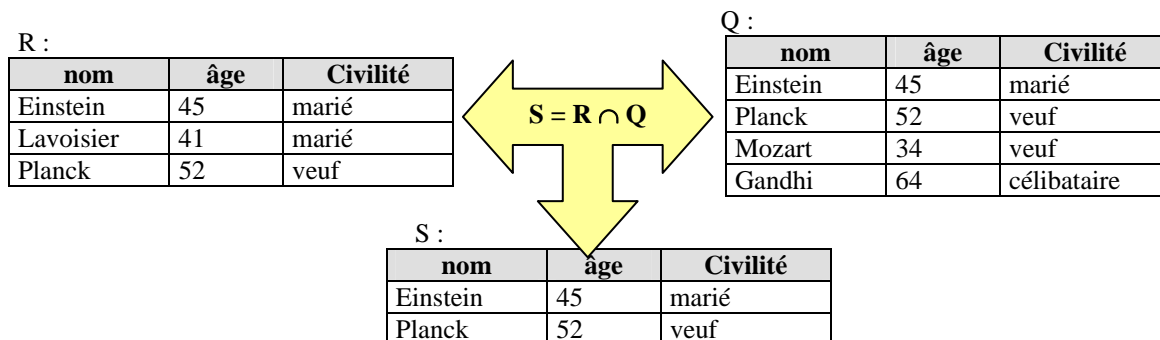 R :
nom âge Civilité
Einstein 45 marié
Lavoisier 41 marié
Planck 52 veuf
S = R ∩ Q
Q :
nom âge Civilité
Einstein 45 marié
Planck 52 veuf
Mozart 34 veuf
Gandhi 64 célibataire
S :
nom âge Civilité
Einstein 45 marié
Planck 52 veuf